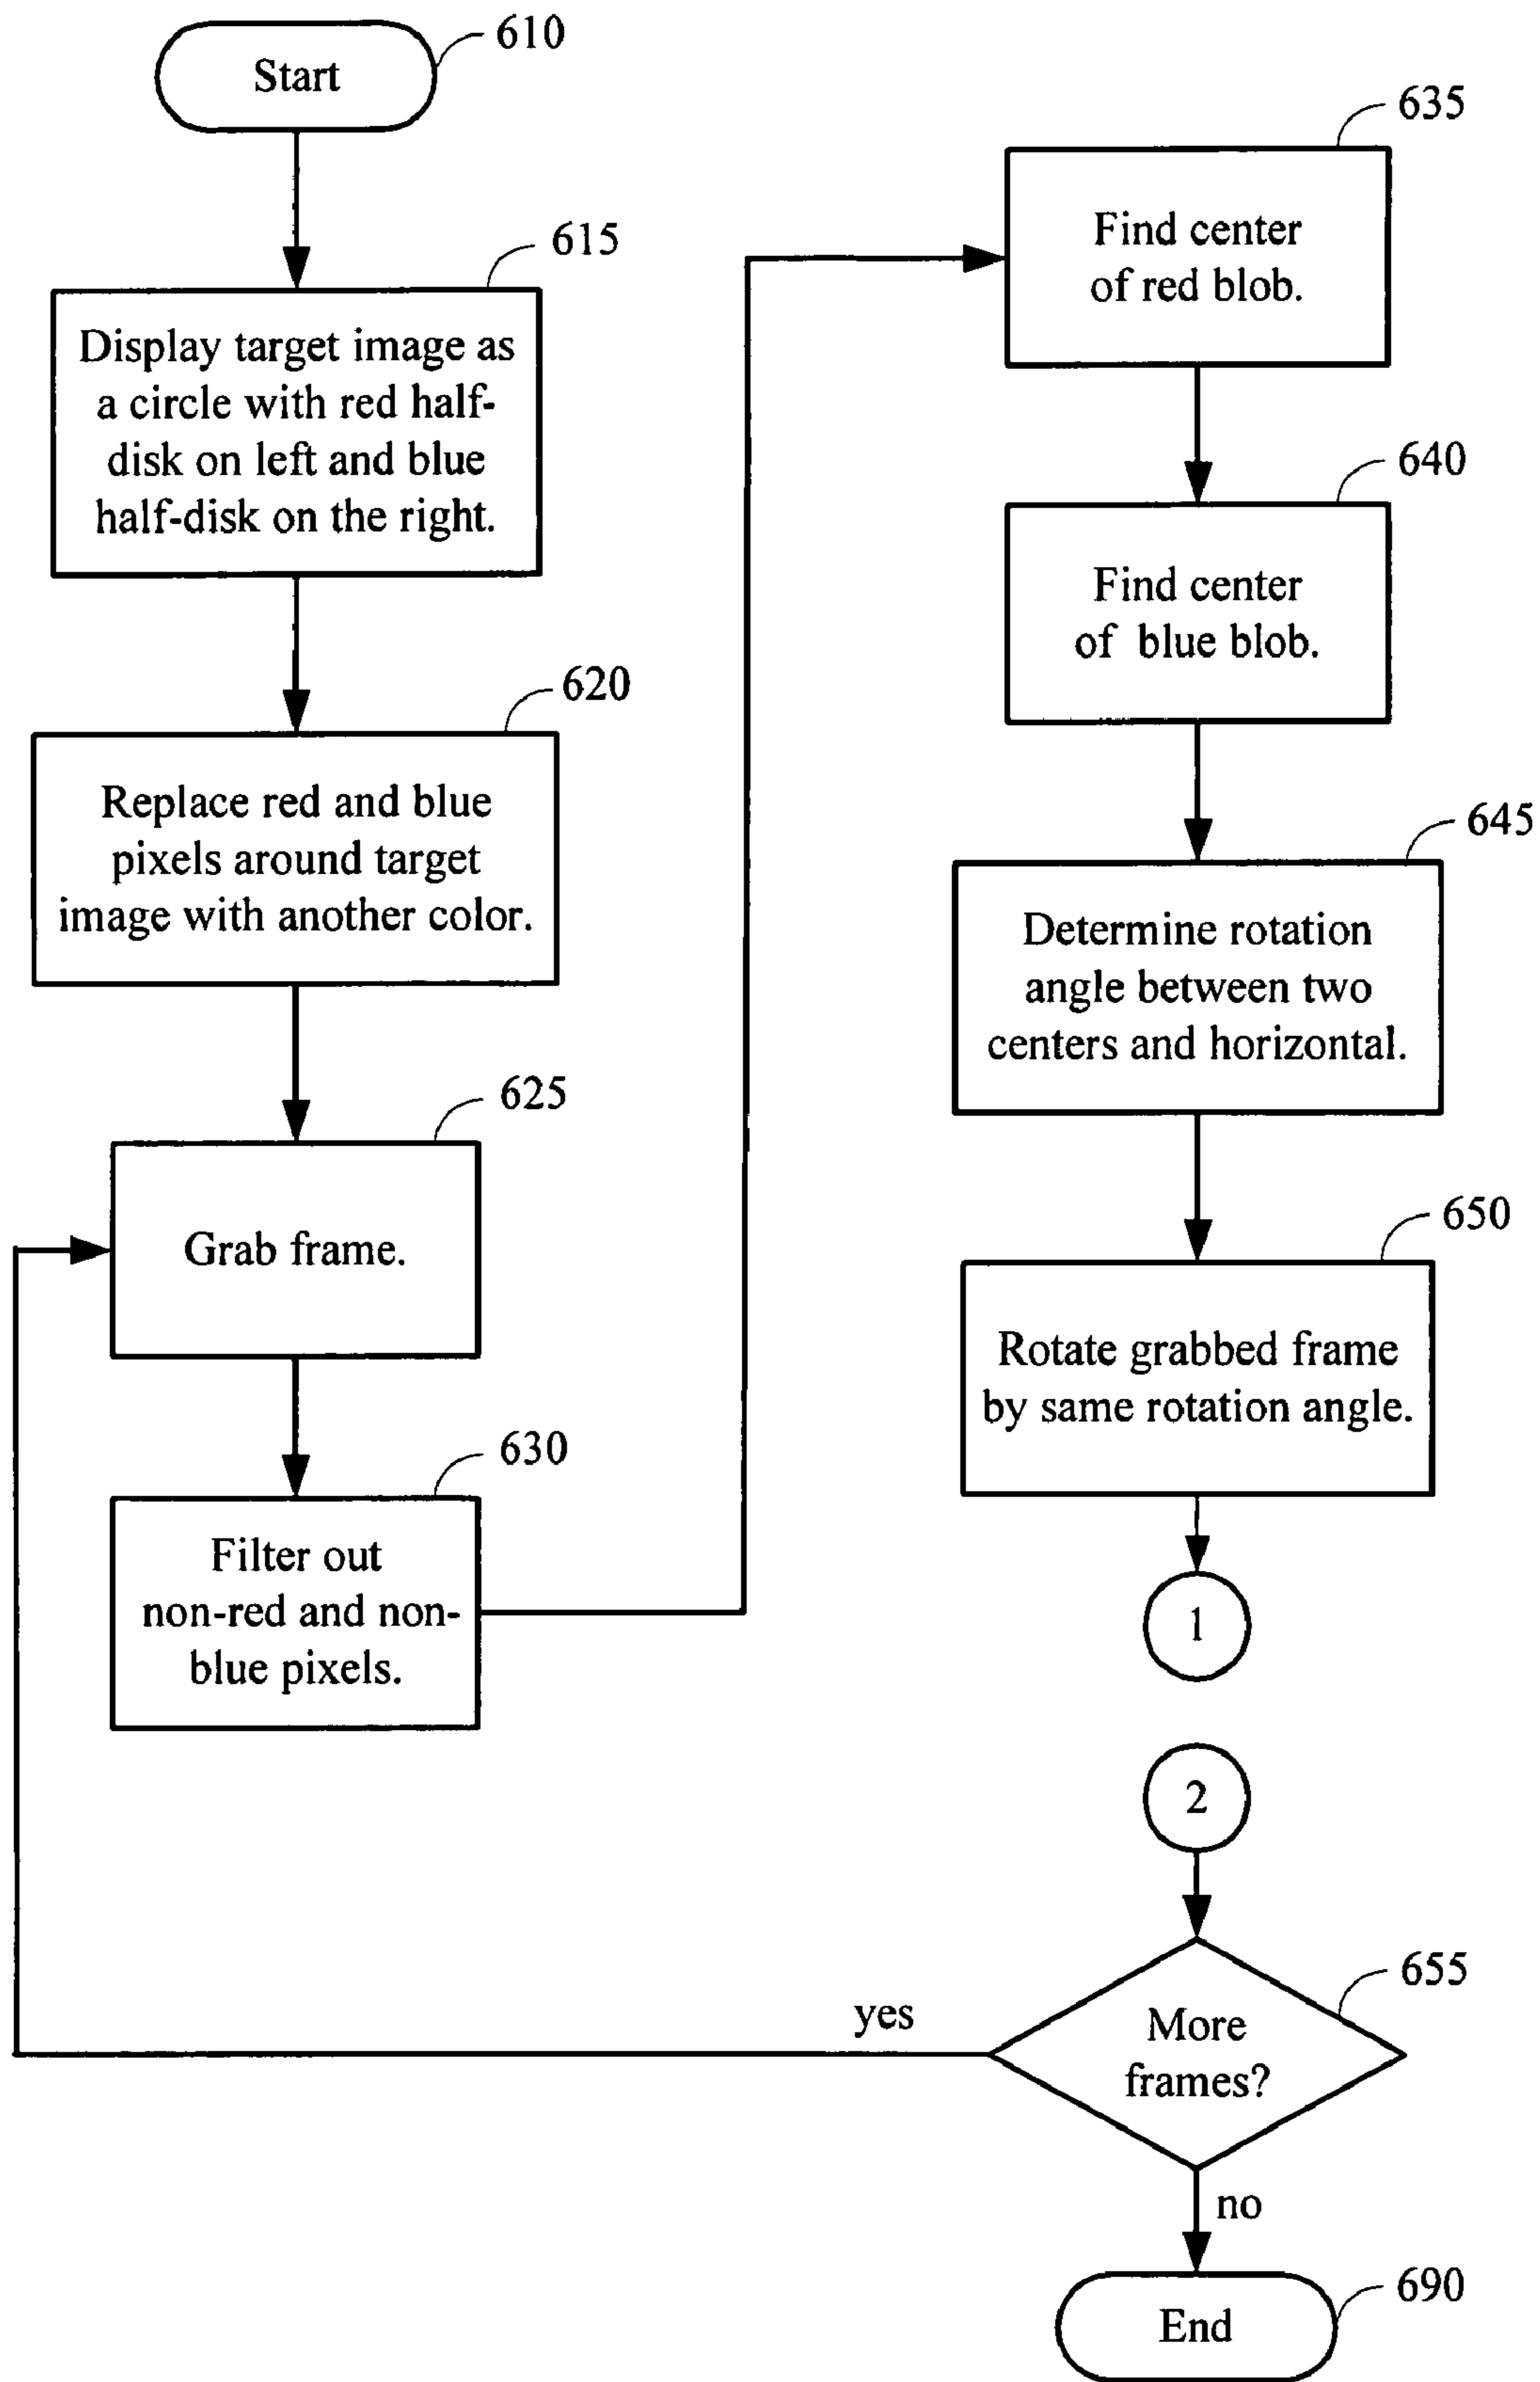 610
Start
615
Display target image as
a circle with red half-
disk on left and blue
half-disk on the right.
620
Replace red and blue
pixels around target
image with another color.
625
Grab frame.
630
Filter out
non-red and non-
blue pixels.
635
Find center
of red blob.
640
Find center
of blue blob.
645
Determine rotation
angle between two
centers and horizontal.
650
Rotate grabbed frame
by same rotation angle.
1
2
655
More
frames?
yes
no
690
End